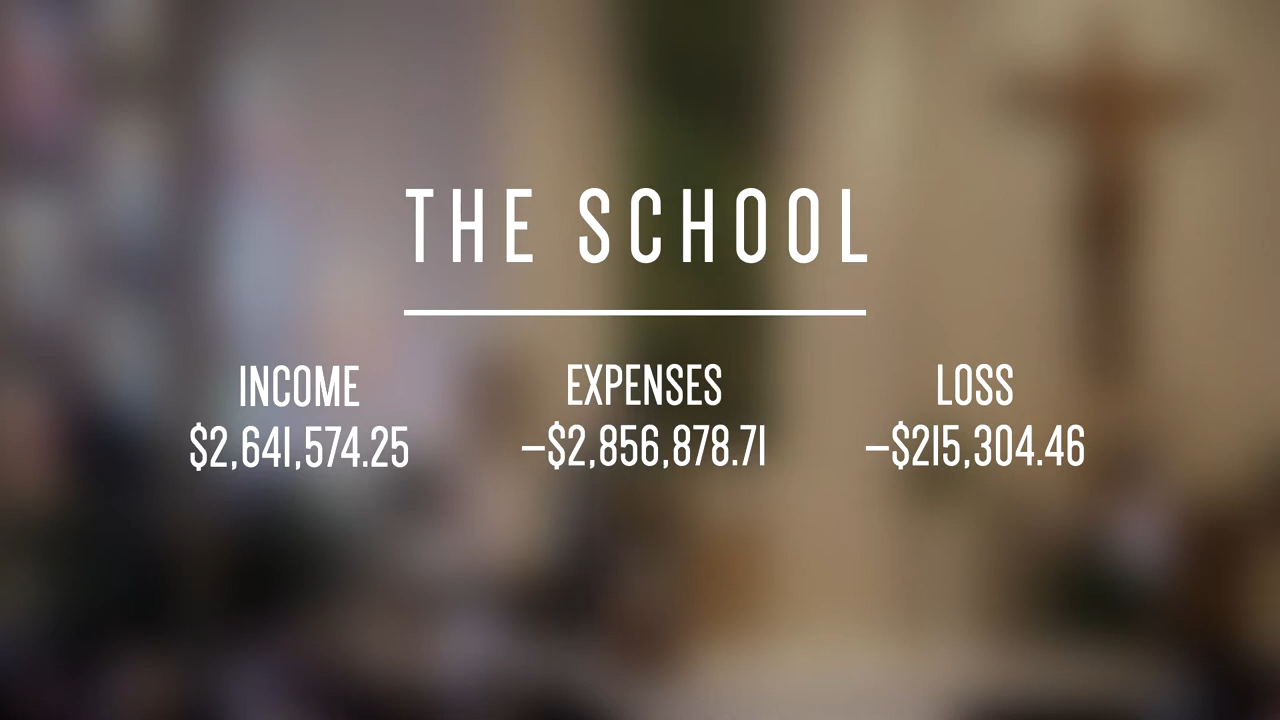 THE SCHOOL
INCOME EXPENSES LOSS
$2,641,574.25 –$2,856,878.71 –$215,304.46